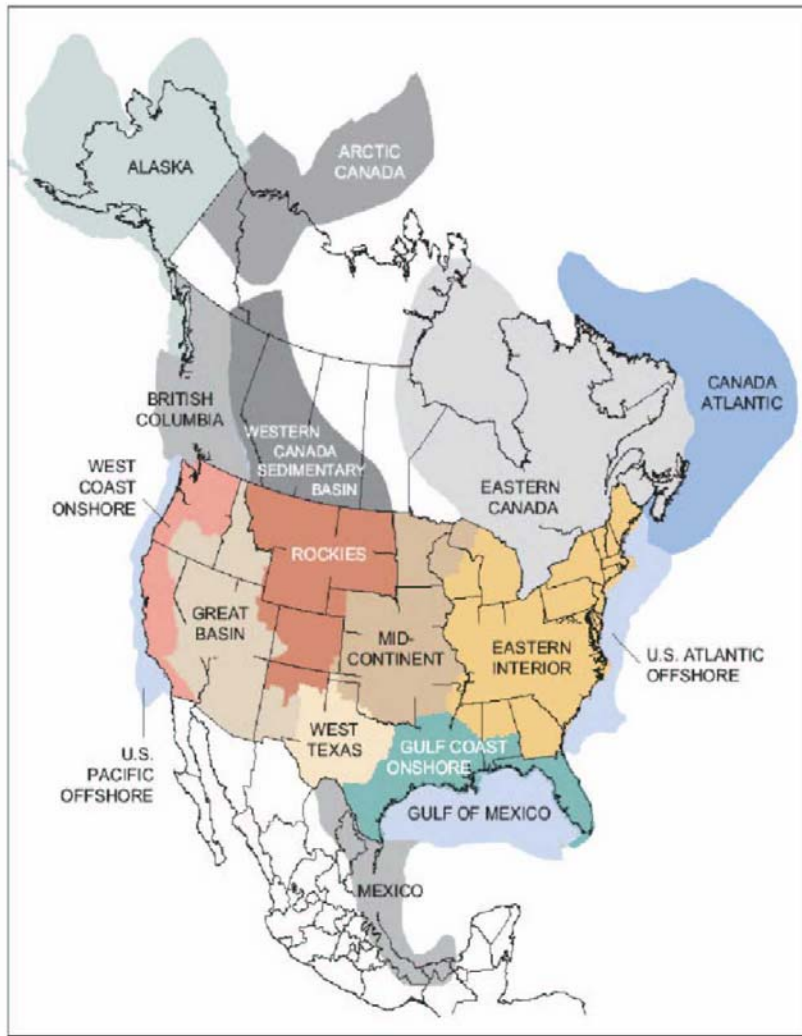 ALASKA
ARCTIC
CANADA
BRITISH
COLUMBIA
WESTERN
CANADA
SEDIMENTARY
BASIN
CANADA
ATLANTIC
EASTERN
CANADA
WEST
COAST
ONSHORE
ROCKIES
GREAT
BASIN
MID-
CONTINENT
EASTERN
INTERIOR
U.S. ATLANTIC
OFFSHORE
U.S.
PACIFIC
OFFSHORE
WEST
TEXAS
GULF COAST
ONSHORE
GULF OF MEXICO
MEXICO